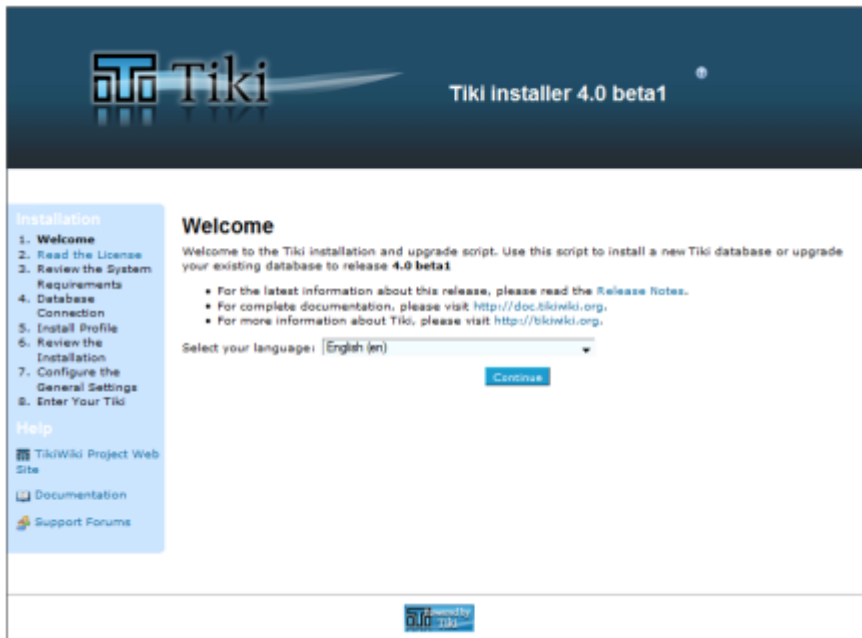 Tiki
Tiki installer 4.0 beta1
Installation
1. Welcome
2. Read the License
3. Review the System
Requirements
4. Database
Connection
5. Install Profile
6. Review the
Installation
7. Configure the
General Settings
8. Enter Your Tiki
Help
TikiWiki Project Web
Site
Documentation
Support Forums
Welcome
Welcome to the Tiki installation and upgrade script. Use this script to install a new Tiki database or upgrade
your existing database to release 4.0 beta1
• For the latest information about this release, please read the Release Notes.
• For complete documentation, please visit http://doc.tikiwiki.org.
• For more information about Tiki, please visit http://tikiwiki.org.
Select your language: English (en)
Continue
Powered by
Tiki